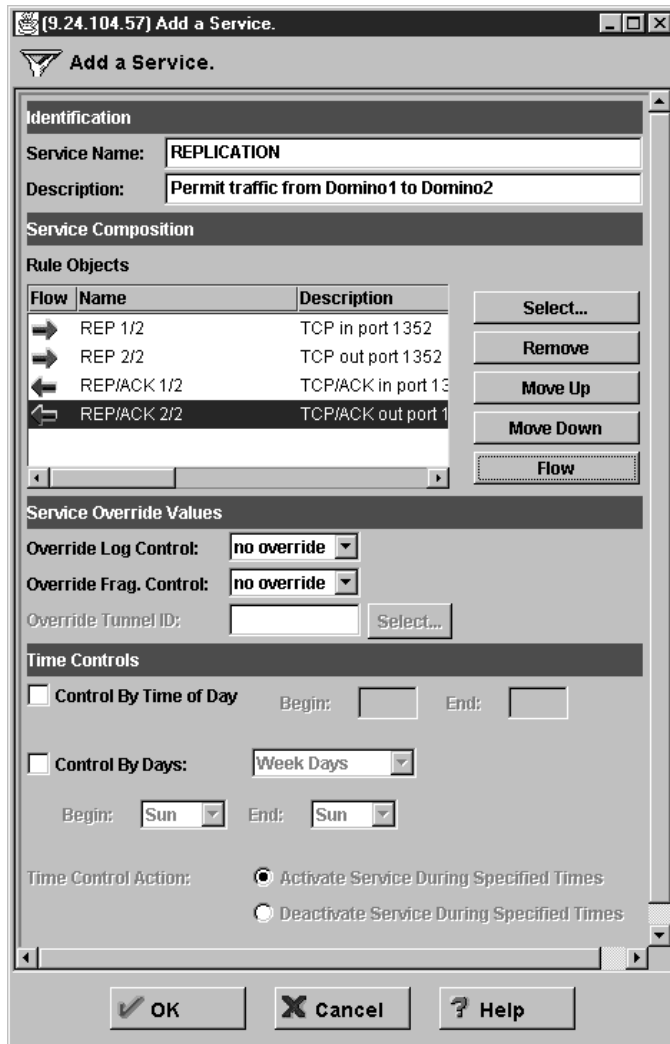 (9.24.104.57) Add a Service.
Add a Service.
Identification
Service Name: REPLICATION
Description: Permit traffic from Domino1 to Domino2
Service Composition
Rule Objects
Flow Name Description
REP 1/2 TCP in port 1352
REP 2/2 TCP out port 1352
REP/ACK 1/2 TCP/ACK in port 13
REP/ACK 2/2 TCP/ACK out port 1
Select...
Remove
Move Up
Move Down
Flow
Service Override Values
Override Log Control: no override
Override Frag. Control: no override
Override Tunnel ID: Select...
Time Controls
Control By Time of Day Begin: End:
Control By Days: Week Days
Begin: Sun End: Sun
Time Control Action: Activate Service During Specified Times
Deactivate Service During Specified Times
OK Cancel ? Help